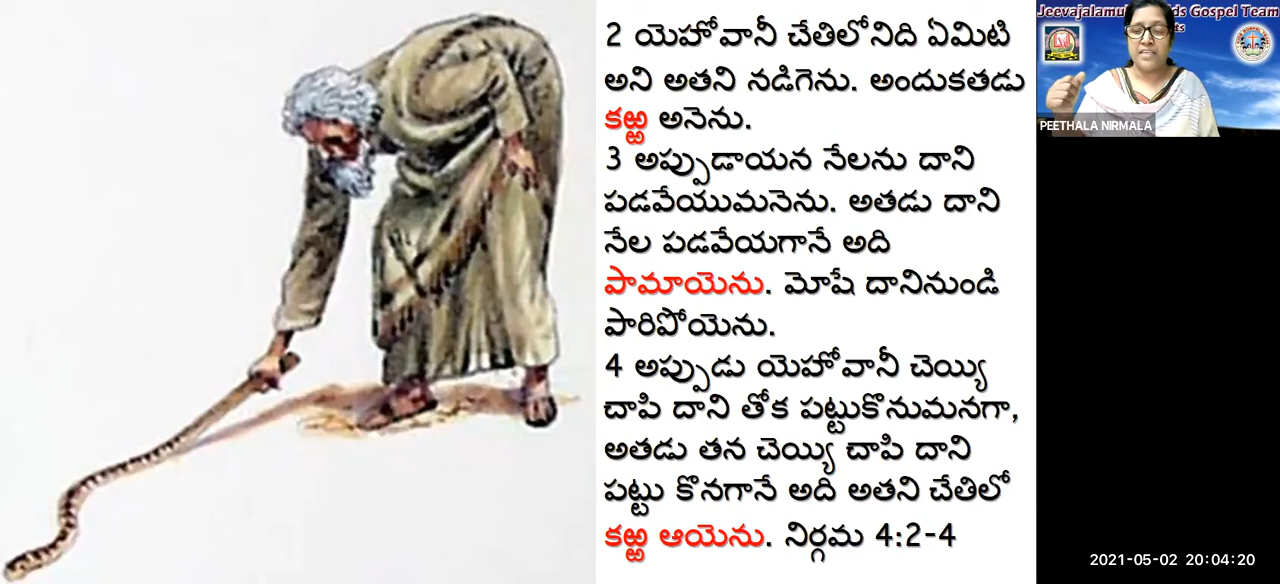 2 యెహోవానీ చేతిలోనిది ఏమిటి
అని అతని నడిగెను. అందుకతడు
కఱ్ఱ అనెను.
3 అప్పుడాయన నేలను దాని
పడవేయుమనెను. అతడు దాని
నేల పడవేయగానే అది
పామాయెను. మోషే దానినుండి
పారిపోయెను.
4 అప్పుడు యెహోవానీ చెయ్యి
చాపి దాని తోక పట్టుకొనుమనగా,
అతడు తన చెయ్యి చాపి దాని
పట్టు కొనగానే అది అతని చేతిలో
కఱ్ఱ ఆయెను. నిర్గమ 4:2-4
Gospel Team
PEETHALA NIRMALA
2021-05-02 20:04:20